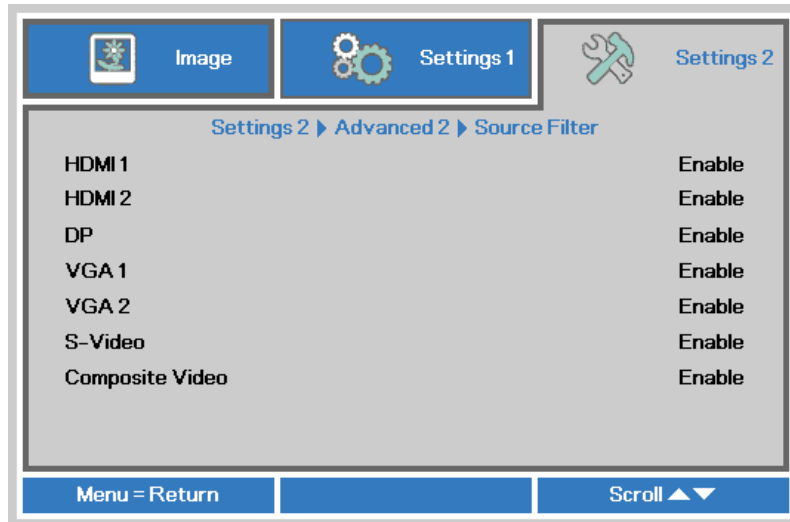 Image
Settings 1
Settings 2
Settings 2 ▶ Advanced 2 ▶ Source Filter
HDMI 1 Enable
HDMI 2 Enable
DP Enable
VGA 1 Enable
VGA 2 Enable
S-Video Enable
Composite Video Enable
Menu = Return
Scroll ▲▼